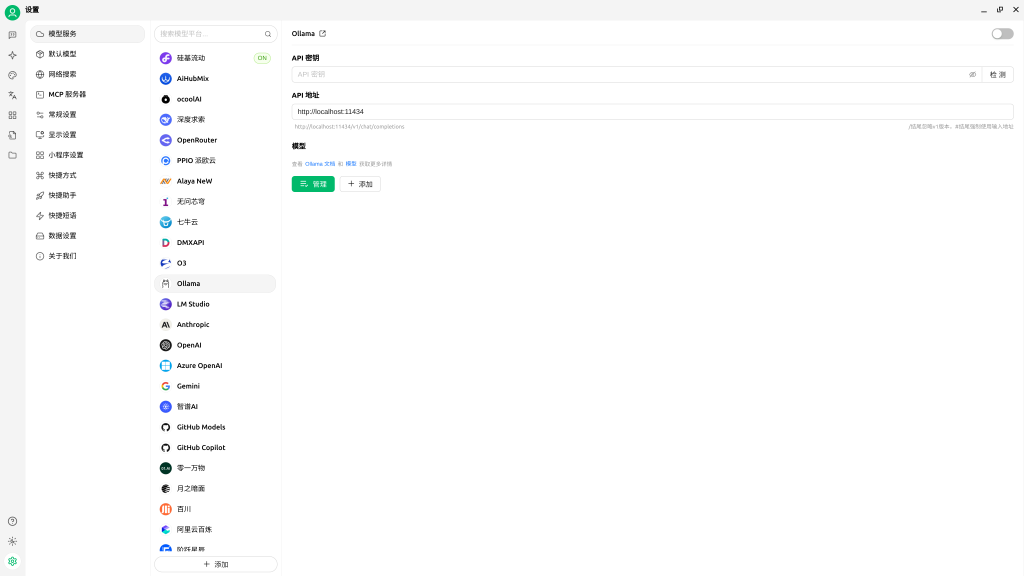 设置
模型服务
默认模型
网络搜索
MCP 服务器
常规设置
显示设置
小程序设置
快捷方式
快捷助手
快捷短语
数据设置
关于我们
搜索模型平台...
硅基流动 ON
AiHubMix
ocoolAI
深度求索
OpenRouter
PPIO 派欧云
Alaya NeW
无问芯穹
七牛云
DMXAPI
O3
Ollama
LM Studio
Anthropic
OpenAI
Azure OpenAI
Gemini
智谱AI
GitHub Models
GitHub Copilot
零一万物
月之暗面
百川
阿里云百炼
阶跃星辰
添加
Ollama
API 密钥
API 密钥
检 测
API 地址
http://localhost:11434
http://localhost:11434/v1/chat/completions
/结尾忽略v1版本，#结尾强制使用输入地址
模型
查看 Ollama 文档 和 模型 获取更多详情
管理
添加